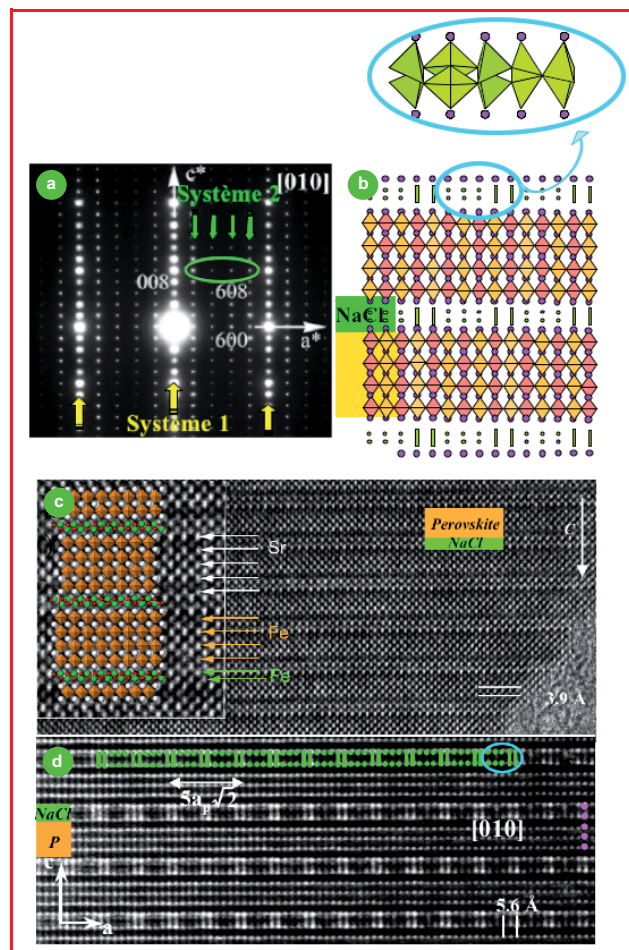 a
c*
[010]
Système 2
008
608
600
a*
Système 1
b
NaCl
c
Sr
Fe
Fe
Perovskite
NaCl
C
3.9 Å
d
5aₚ√2
NaCl
P
[010]
c
a
5.6 Å